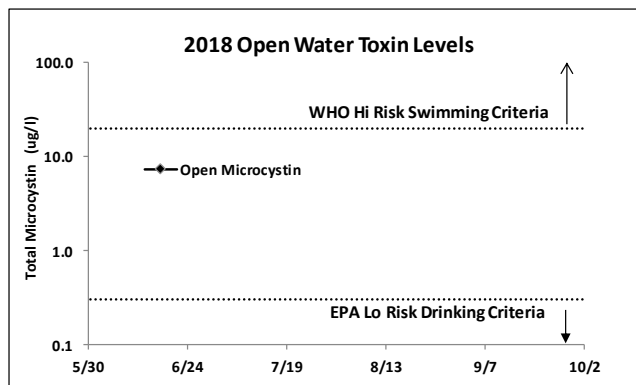 2018 Open Water Toxin Levels
Total Microcystin (ug/l)
100.0
10.0
1.0
0.1
WHO Hi Risk Swimming Criteria
Open Microcystin
EPA Lo Risk Drinking Criteria
5/30 6/24 7/19 8/13 9/7 10/2